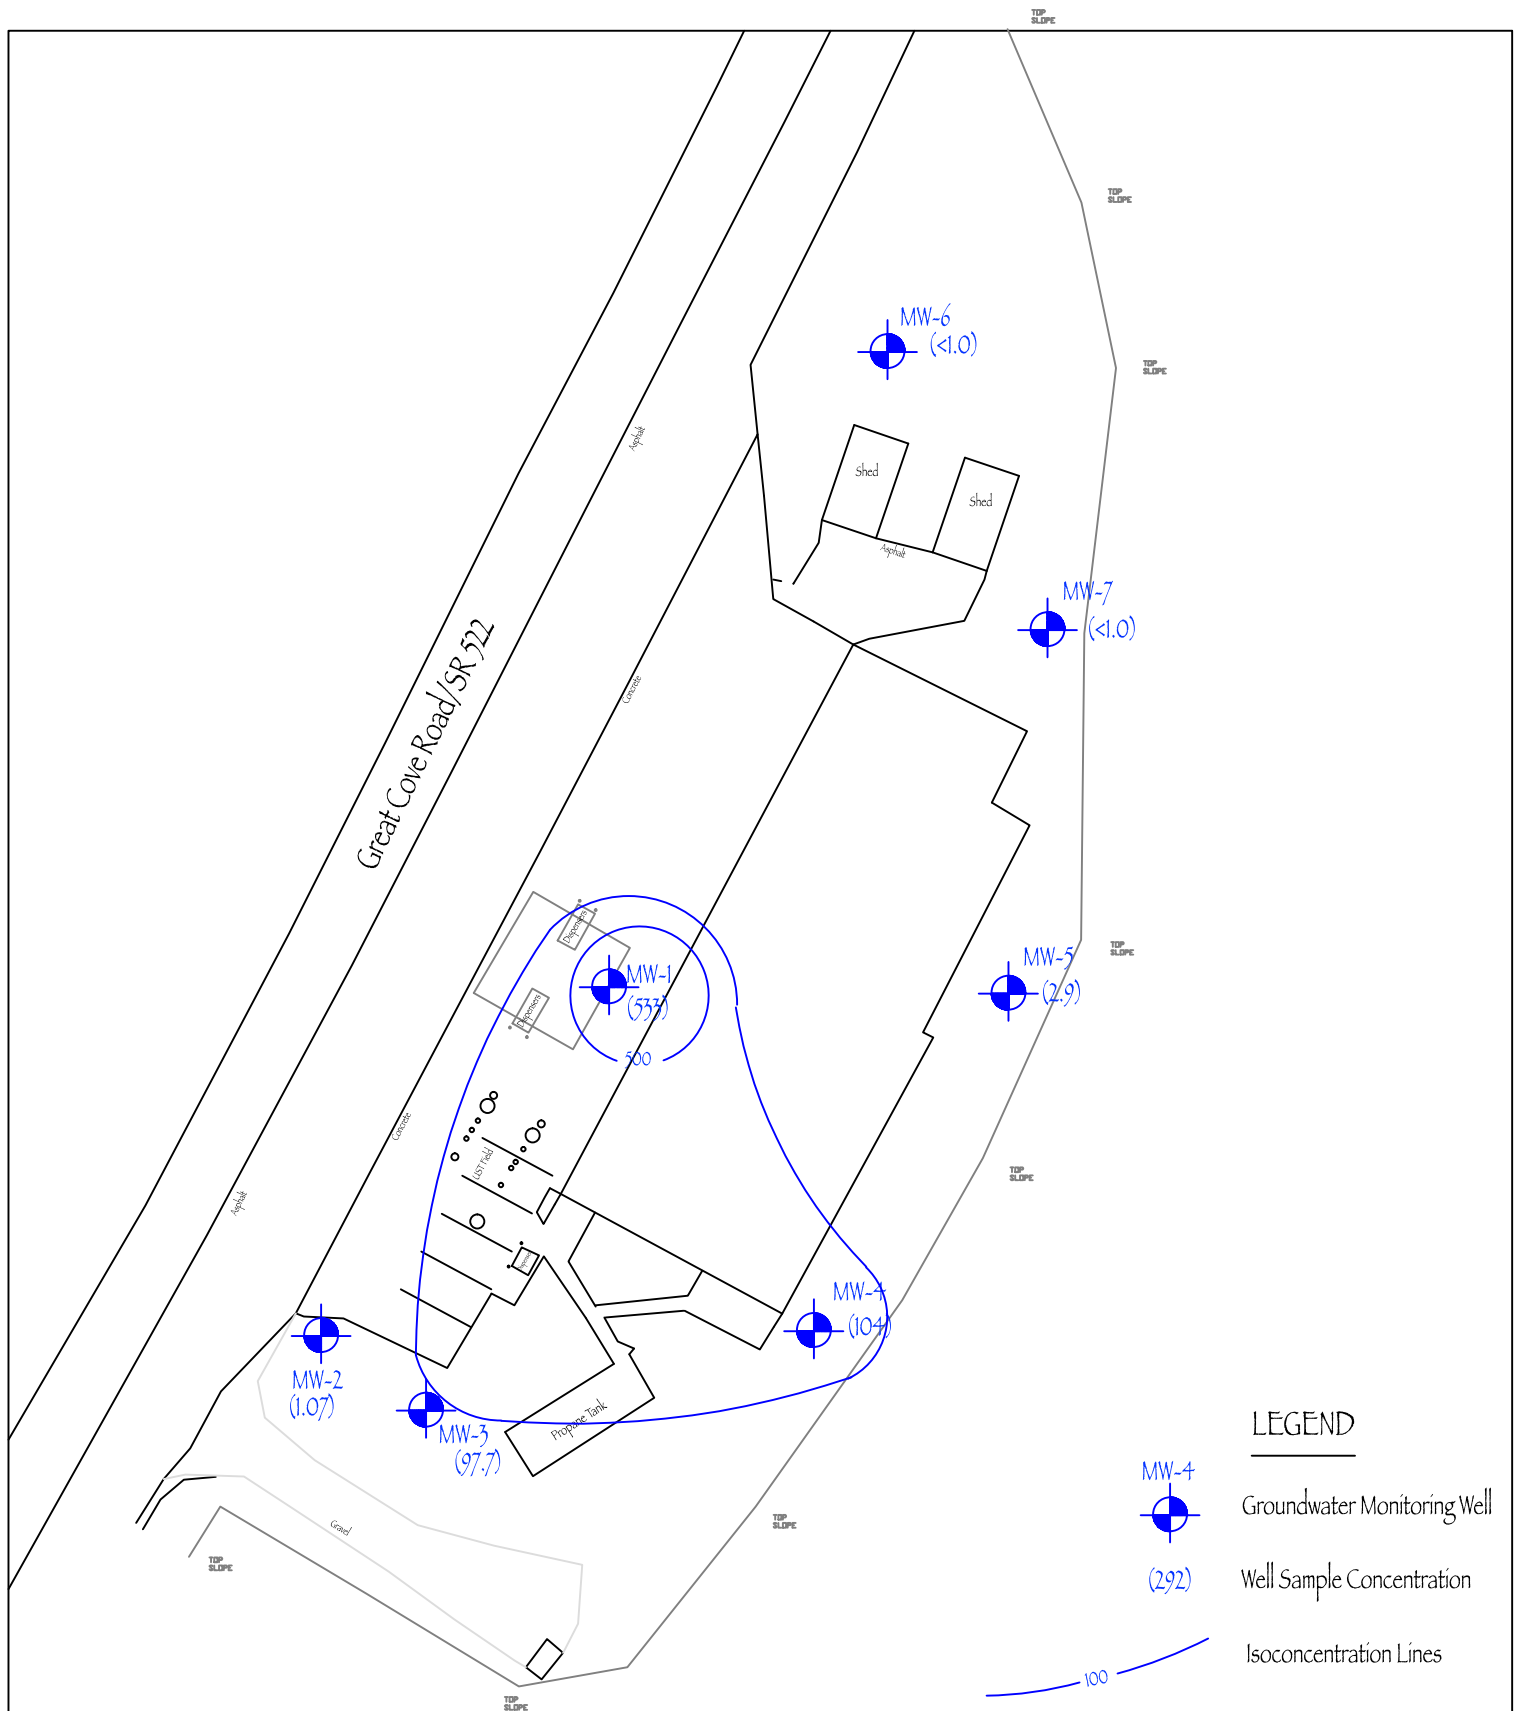 TOP
SLOPE
TOP
SLOPE
MW-6
(<1.0)
TOP
SLOPE
Asphalt
Shed
Shed
Asphalt
MW-7
(<1.0)
Great Cove Road/SR 522
Concrete
Dispensers
TOP
SLOPE
MW-5
(2.9)
MW-1
(533)
Dispensers
500
Concrete
UST Field
TOP
SLOPE
Asphalt
Dispenser
MW-4
(104)
MW-2
(1.07)
MW-3
(97.7)
Propane Tank
LEGEND
MW-4
Groundwater Monitoring Well
TOP
SLOPE
Gravel
TOP
SLOPE
(292)
Well Sample Concentration
Isoconcentration Lines
100
TOP
SLOPE